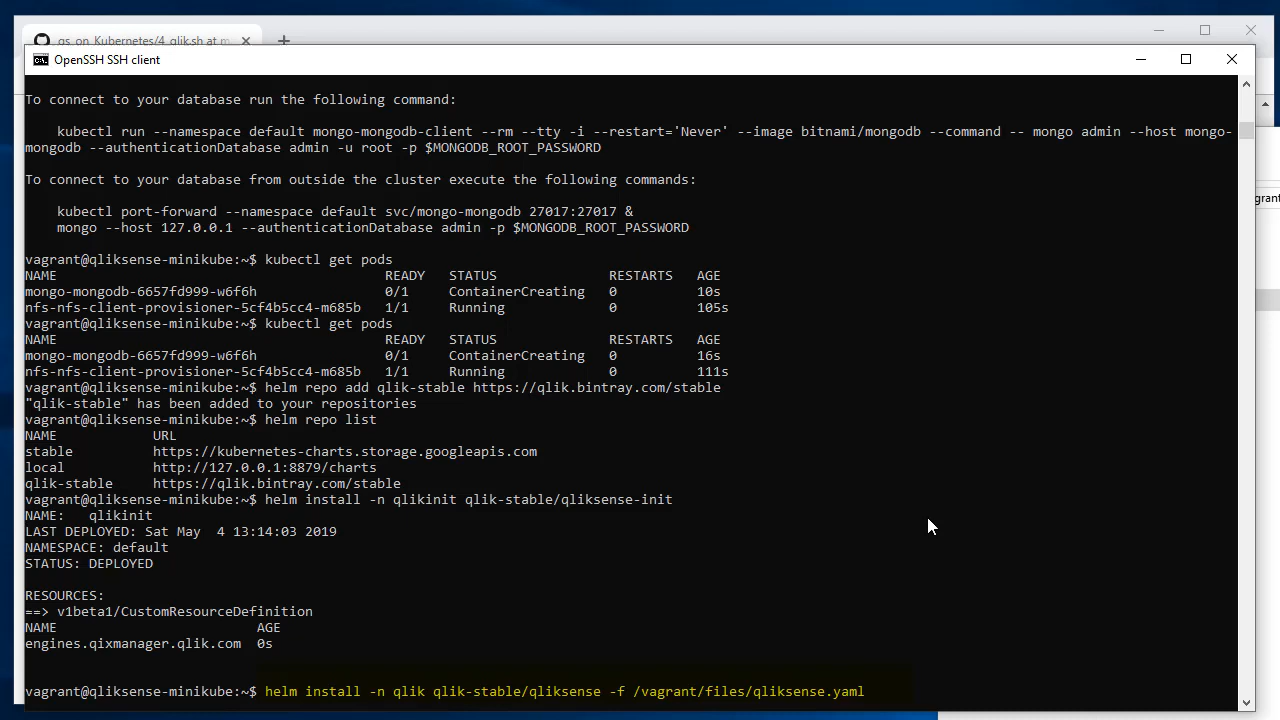 qs_on_Kubernetes/4_qlik.sh at m
OpenSSH SSH client
To connect to your database run the following command:
kubectl run --namespace default mongo-mongodb-client --rm --tty -i --restart='Never' --image bitnami/mongodb --command -- mongo admin --host mongo-
mongodb --authenticationDatabase admin -u root -p $MONGODB_ROOT_PASSWORD
To connect to your database from outside the cluster execute the following commands:
kubectl port-forward --namespace default svc/mongo-mongodb 27017:27017 &
mongo --host 127.0.0.1 --authenticationDatabase admin -p $MONGODB_ROOT_PASSWORD
vagrant@qliksense-minikube:~$ kubectl get pods
NAME READY STATUS RESTARTS AGE
mongo-mongodb-6657fd999-w6f6h 0/1 ContainerCreating 0 10s
nfs-nfs-client-provisioner-5cf4b5cc4-m685b 1/1 Running 0 105s
vagrant@qliksense-minikube:~$ kubectl get pods
NAME READY STATUS RESTARTS AGE
mongo-mongodb-6657fd999-w6f6h 0/1 ContainerCreating 0 16s
nfs-nfs-client-provisioner-5cf4b5cc4-m685b 1/1 Running 0 111s
vagrant@qliksense-minikube:~$ helm repo add qlik-stable https://qlik.bintray.com/stable
"qlik-stable" has been added to your repositories
vagrant@qliksense-minikube:~$ helm repo list
NAME URL
stable https://kubernetes-charts.storage.googleapis.com
local http://127.0.0.1:8879/charts
qlik-stable https://qlik.bintray.com/stable
vagrant@qliksense-minikube:~$ helm install -n qlikinit qlik-stable/qliksense-init
NAME: qlikinit
LAST DEPLOYED: Sat May 4 13:14:03 2019
NAMESPACE: default
STATUS: DEPLOYED
RESOURCES:
==> v1beta1/CustomResourceDefinition
NAME AGE
engines.qixmanager.qlik.com 0s
vagrant@qliksense-minikube:~$ helm install -n qlik qlik-stable/qliksense -f /vagrant/files/qliksense.yaml
grant